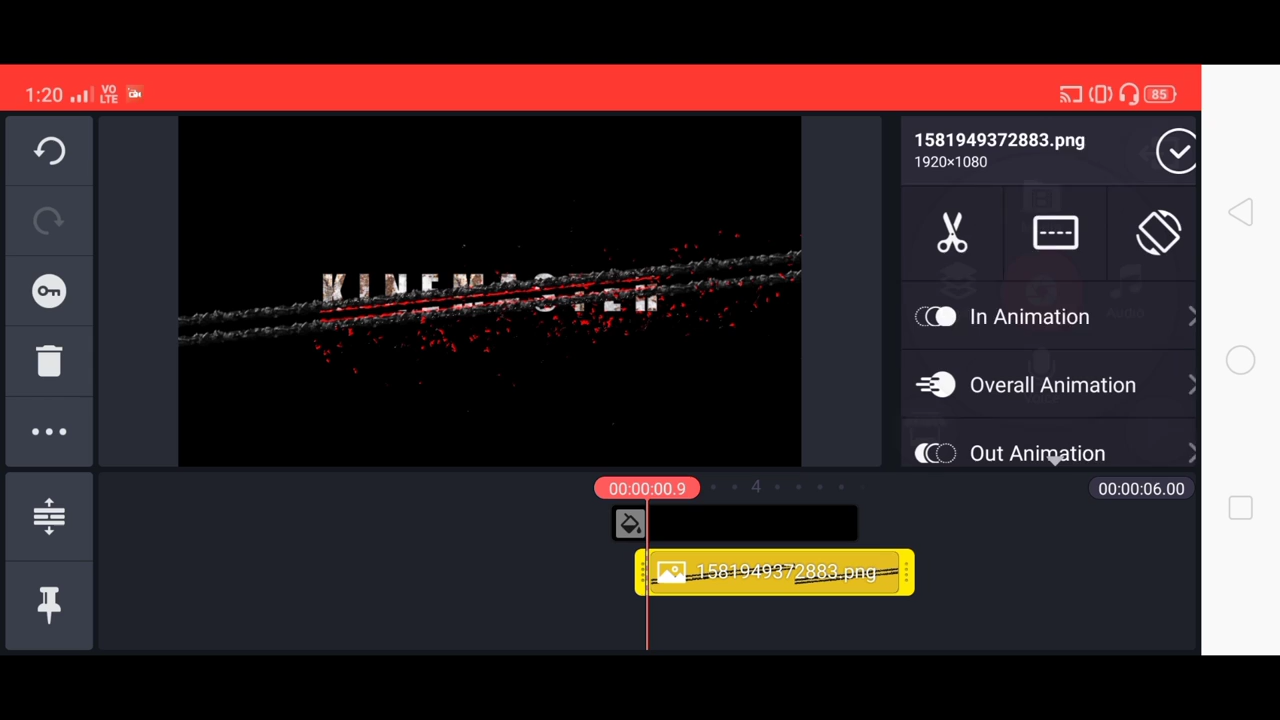 1:20 VO LTE 85
1581949372883.png
1920×1080
KINEMASTER
In Animation
Overall Animation
Out Animation
00:00:00.9 4 00:00:06.00
1581949372883.png